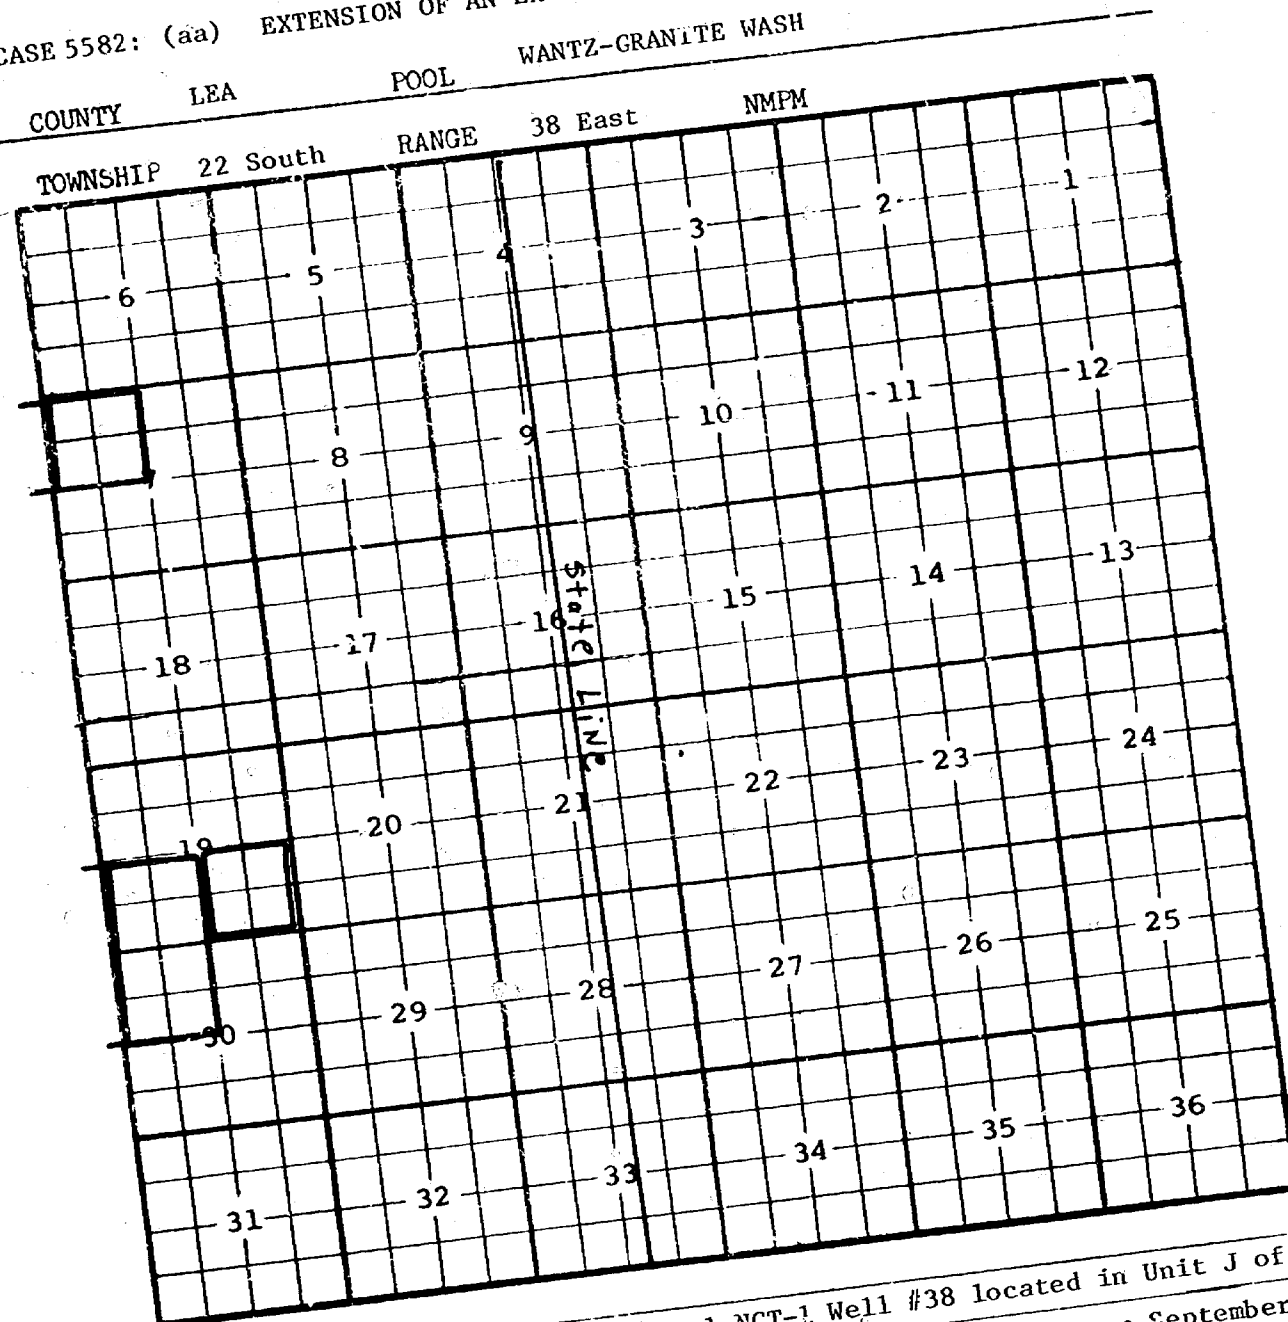 CASE 5582: (aa) EXTENSION OF AN
COUNTY LEA POOL WANTZ-GRANITE WASH
TOWNSHIP 22 South RANGE 38 East NMPM
6 5 4 3 2 1
8 9 10 11 12
18 17 16 15 14 13
19 20 21 22 23 24
30 29 28 27 26 25
31 32 33 34 35 36
State Line
NCT-1 Well #38 located in Unit J of
September